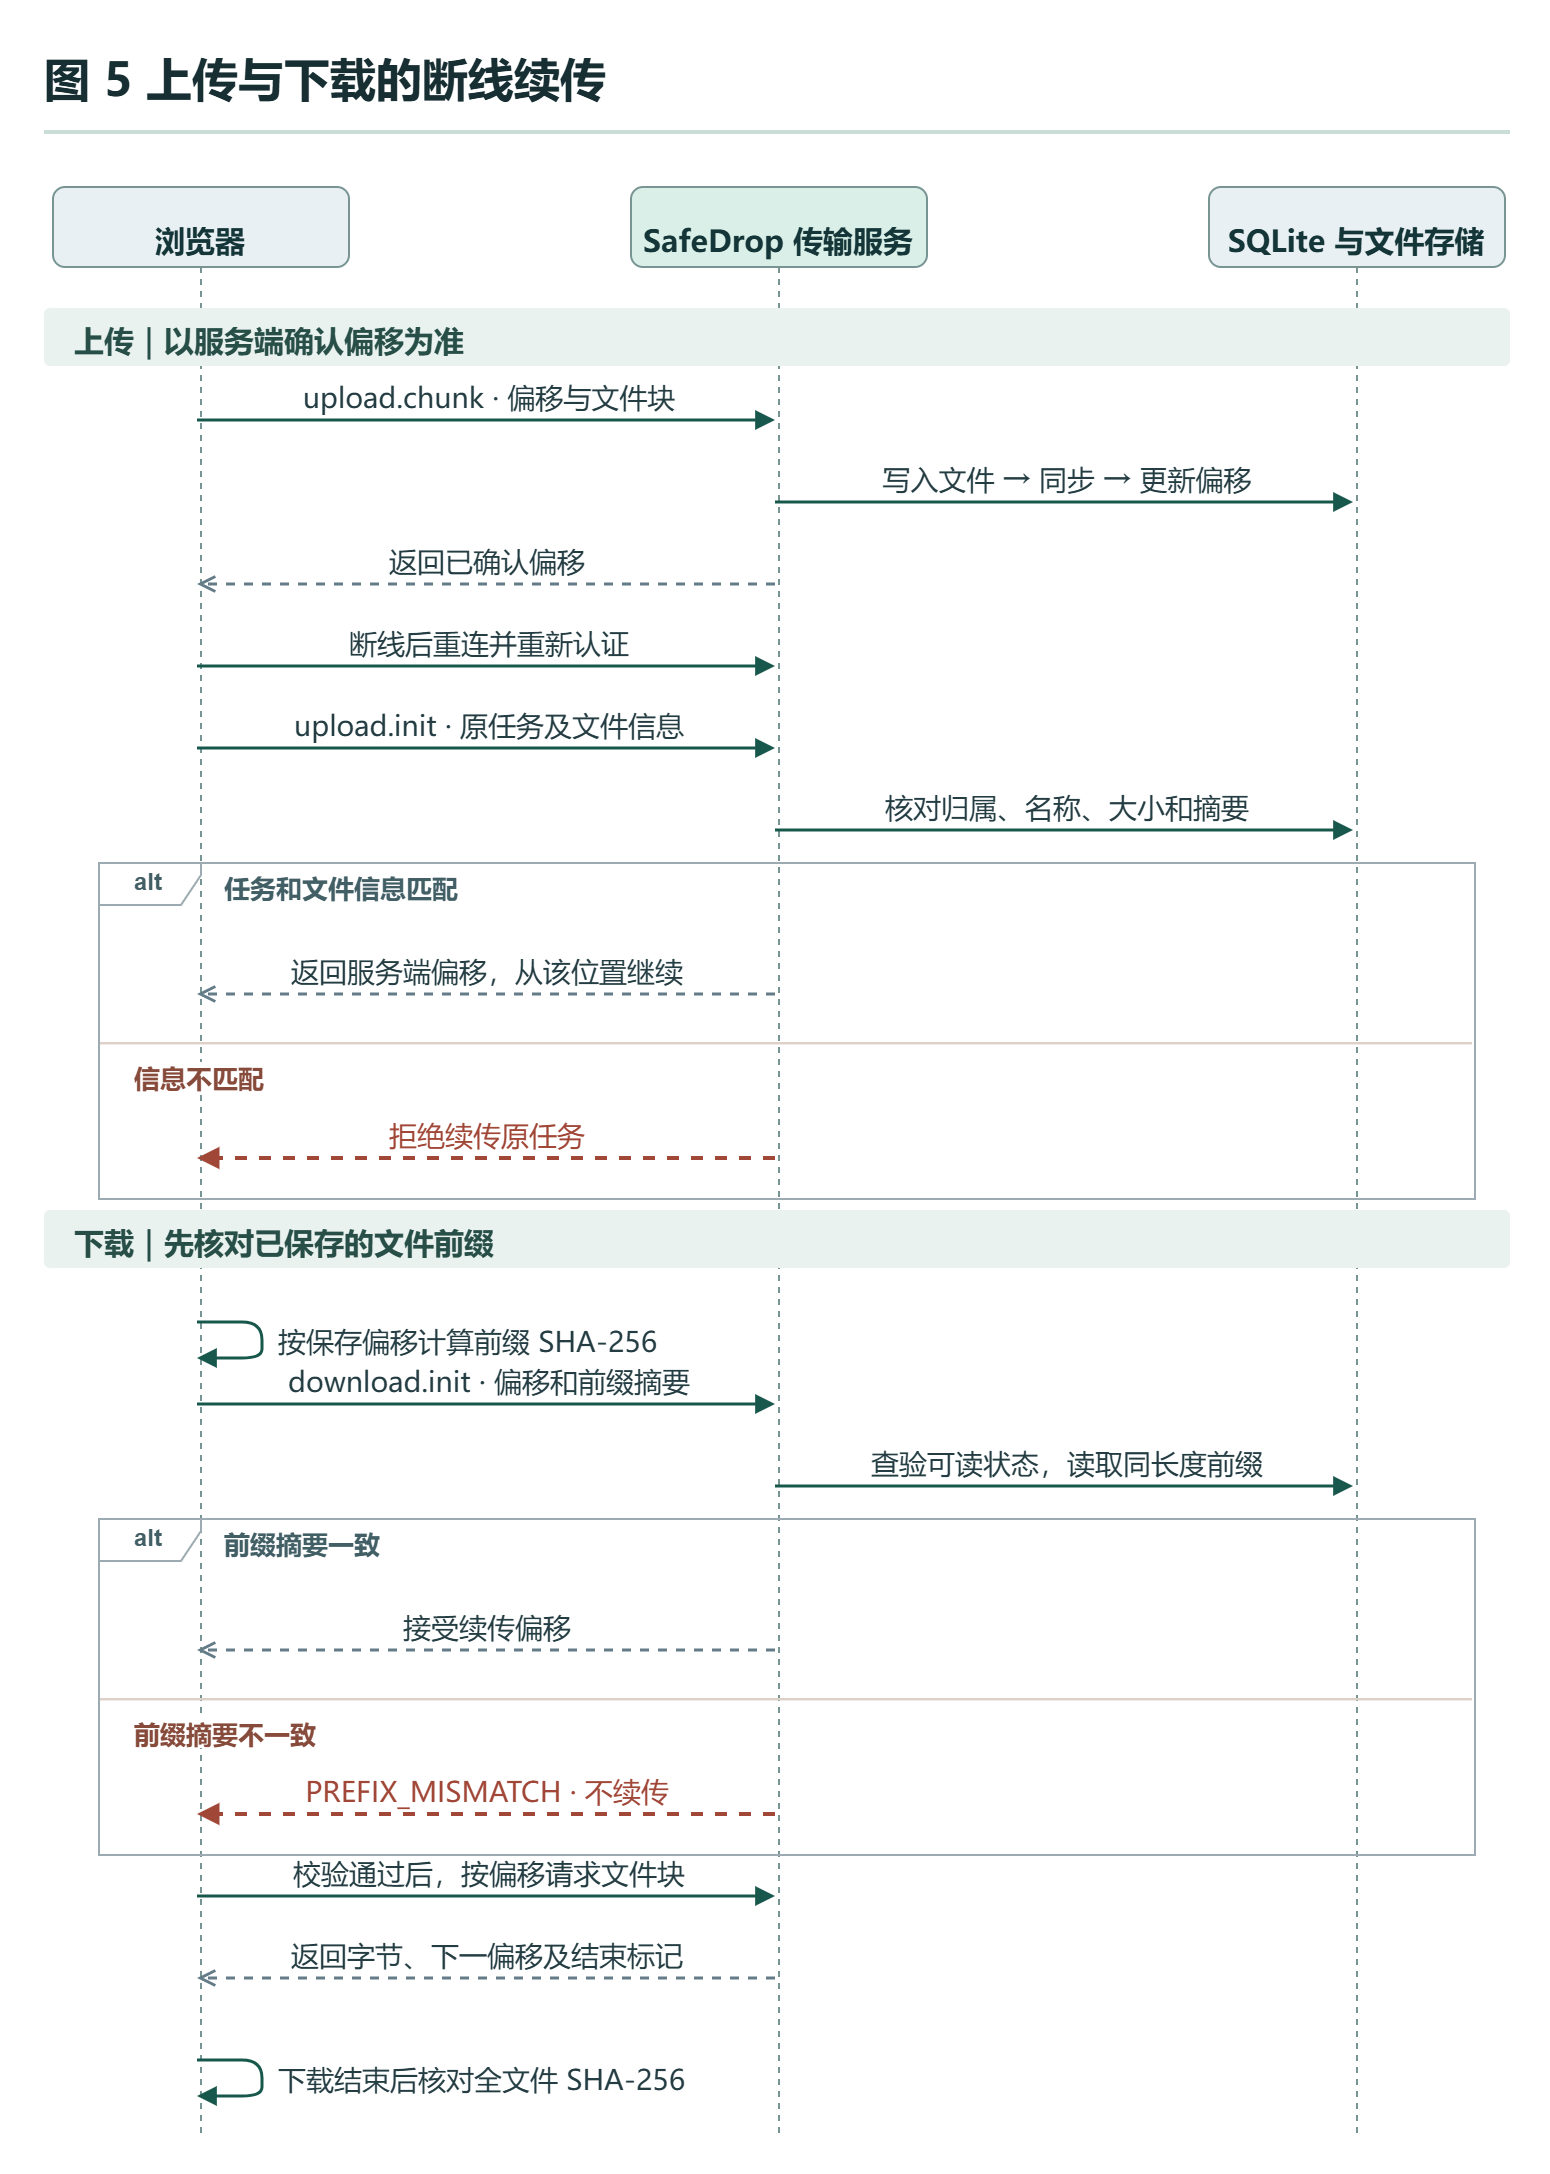 图 5 上传与下载的断线续传
浏览器
SafeDrop 传输服务
SQLite 与文件存储
上传｜以服务端确认偏移为准
upload.chunk · 偏移与文件块
写入文件 → 同步 → 更新偏移
返回已确认偏移
断线后重连并重新认证
upload.init · 原任务及文件信息
核对归属、名称、大小和摘要
alt
任务和文件信息匹配
返回服务端偏移，从该位置继续
信息不匹配
拒绝续传原任务
下载｜先核对已保存的文件前缀
按保存偏移计算前缀 SHA-256
download.init · 偏移和前缀摘要
查验可读状态，读取同长度前缀
alt
前缀摘要一致
接受续传偏移
前缀摘要不一致
PREFIX_MISMATCH · 不续传
校验通过后，按偏移请求文件块
返回字节、下一偏移及结束标记
下载结束后核对全文件 SHA-256